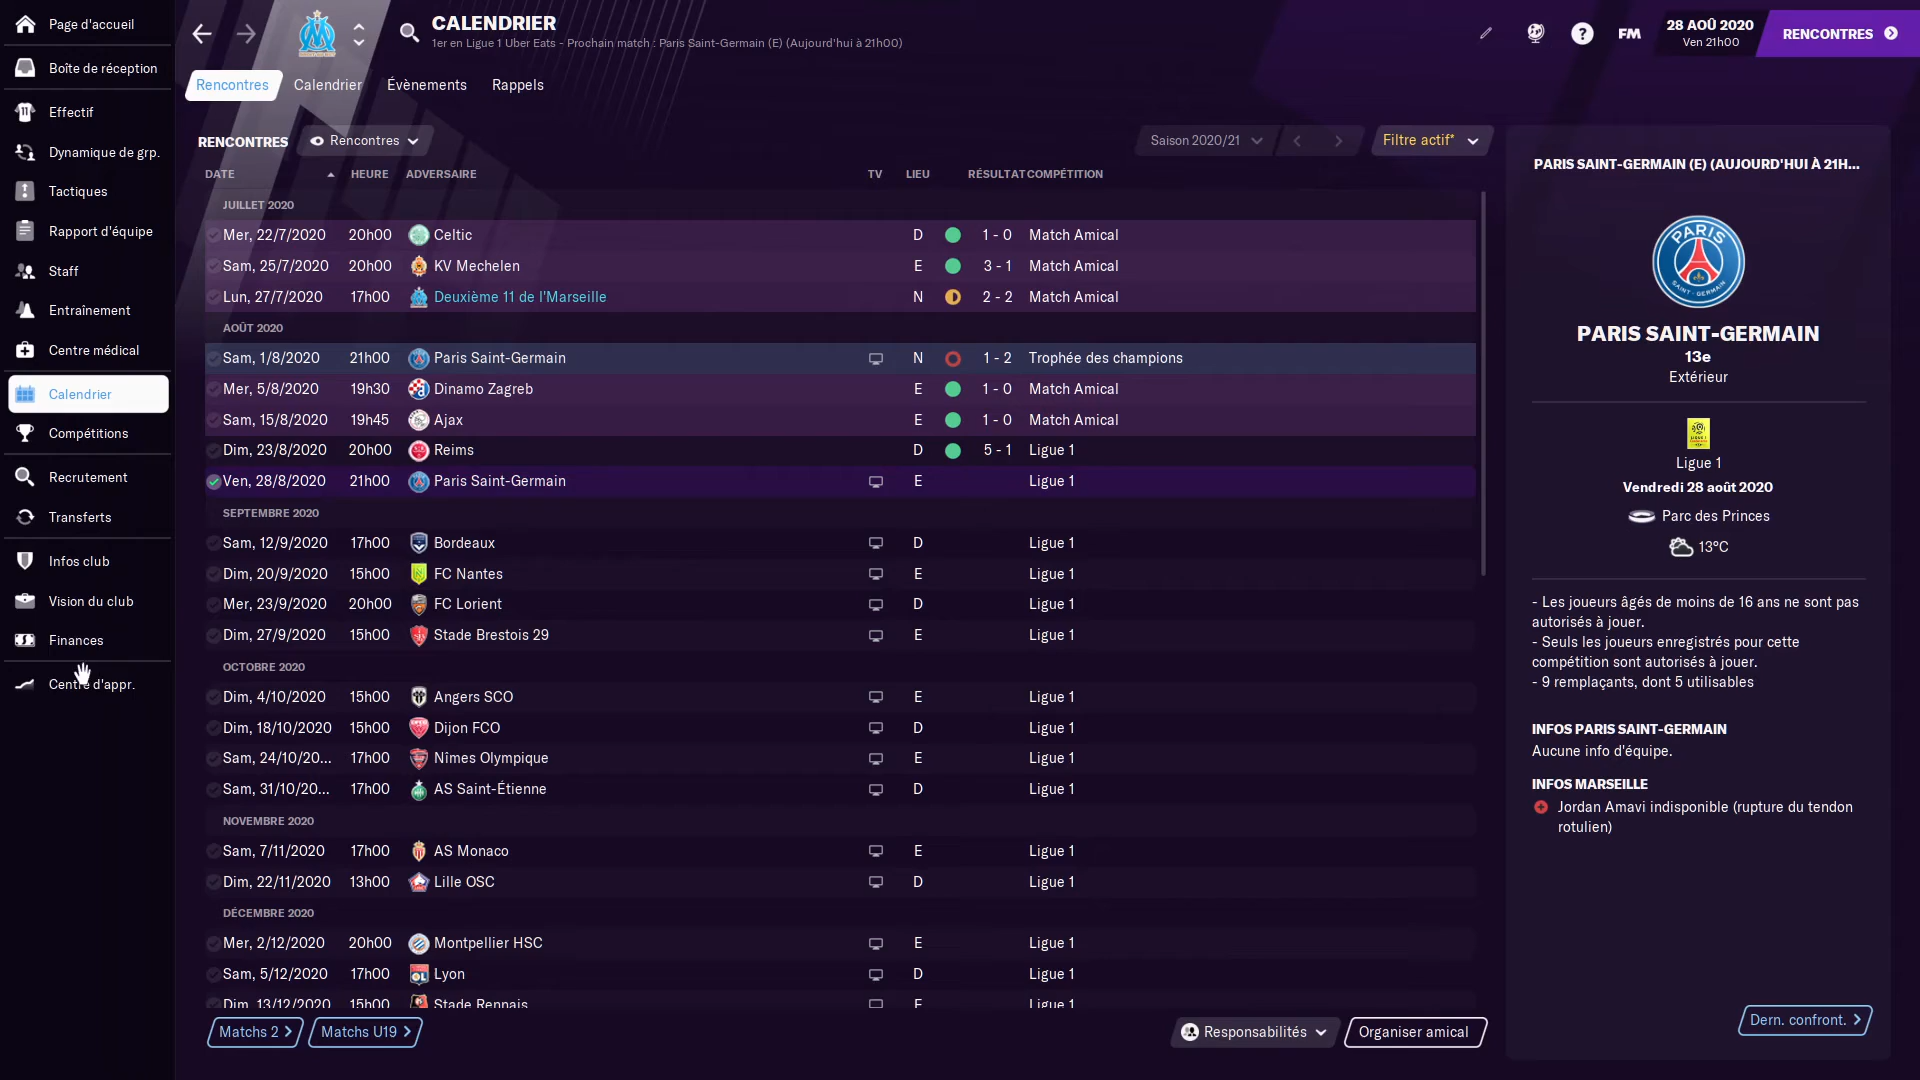 Page d'accueil
Boîte de réception
Effectif
Dynamique de grp.
Tactiques
Rapport d'équipe
Staff
Entraînement
Centre médical
Calendrier
Compétitions
Recrutement
Transferts
Infos club
Vision du club
Finances
Centre d'appr.
CALENDRIER
1er en Ligue 1 Uber Eats - Prochain match : Paris Saint-Germain (E) (Aujourd'hui à 21h00)
FM
28 AOÛ 2020
Ven 21h00
RENCONTRES
Rencontres Calendrier Évènements Rappels
RENCONTRES Rencontres Saison 2020/21 Filtre actif*
DATE HEURE ADVERSAIRE TV LIEU RÉSULTAT COMPÉTITION
JUILLET 2020
Mer, 22/7/2020 20h00 Celtic D 1 - 0 Match Amical
Sam, 25/7/2020 20h00 KV Mechelen E 3 - 1 Match Amical
Lun, 27/7/2020 17h00 Deuxième 11 de l'Marseille N 2 - 2 Match Amical
AOÛT 2020
Sam, 1/8/2020 21h00 Paris Saint-Germain N 1 - 2 Trophée des champions
Mer, 5/8/2020 19h30 Dinamo Zagreb E 1 - 0 Match Amical
Sam, 15/8/2020 19h45 Ajax E 1 - 0 Match Amical
Dim, 23/8/2020 20h00 Reims D 5 - 1 Ligue 1
Ven, 28/8/2020 21h00 Paris Saint-Germain E Ligue 1
SEPTEMBRE 2020
Sam, 12/9/2020 17h00 Bordeaux D Ligue 1
Dim, 20/9/2020 15h00 FC Nantes E Ligue 1
Mer, 23/9/2020 20h00 FC Lorient D Ligue 1
Dim, 27/9/2020 15h00 Stade Brestois 29 E Ligue 1
OCTOBRE 2020
Dim, 4/10/2020 15h00 Angers SCO E Ligue 1
Dim, 18/10/2020 15h00 Dijon FCO D Ligue 1
Sam, 24/10/20... 17h00 Nîmes Olympique E Ligue 1
Sam, 31/10/20... 17h00 AS Saint-Étienne D Ligue 1
NOVEMBRE 2020
Sam, 7/11/2020 17h00 AS Monaco E Ligue 1
Dim, 22/11/2020 13h00 Lille OSC D Ligue 1
DÉCEMBRE 2020
Mer, 2/12/2020 20h00 Montpellier HSC E Ligue 1
Sam, 5/12/2020 17h00 Lyon D Ligue 1
Dim, 13/12/2020 15h00 Stade Rennais E Ligue 1
Matchs 2 Matchs U19 Responsabilités Organiser amical
PARIS SAINT-GERMAIN (E) (AUJOURD'HUI À 21H...
PARIS
SAINT-GERMAIN
PARIS SAINT-GERMAIN
13e
Extérieur
Ligue 1
Vendredi 28 août 2020
Parc des Princes
13°C
- Les joueurs âgés de moins de 16 ans ne sont pas
autorisés à jouer.
- Seuls les joueurs enregistrés pour cette
compétition sont autorisés à jouer.
- 9 remplaçants, dont 5 utilisables
INFOS PARIS SAINT-GERMAIN
Aucune info d'équipe.
INFOS MARSEILLE
Jordan Amavi indisponible (rupture du tendon
rotulien)
Dern. confront.